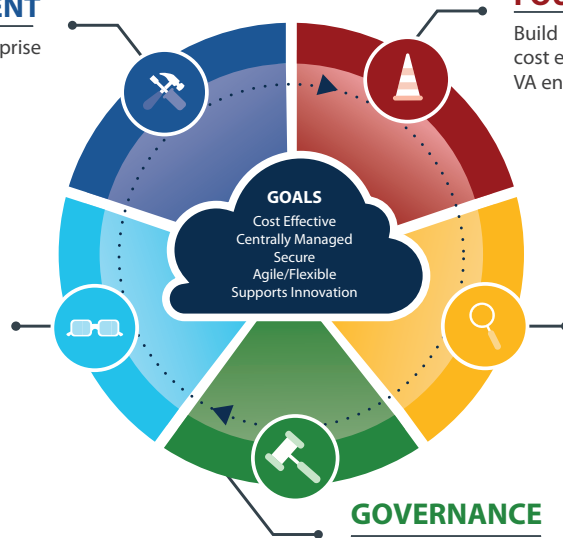 ENT
prise
Build
cost e
VA en
GOALS
Cost Effective
Centrally Managed
Secure
Agile/Flexible
Supports Innovation
GOVERNANCE